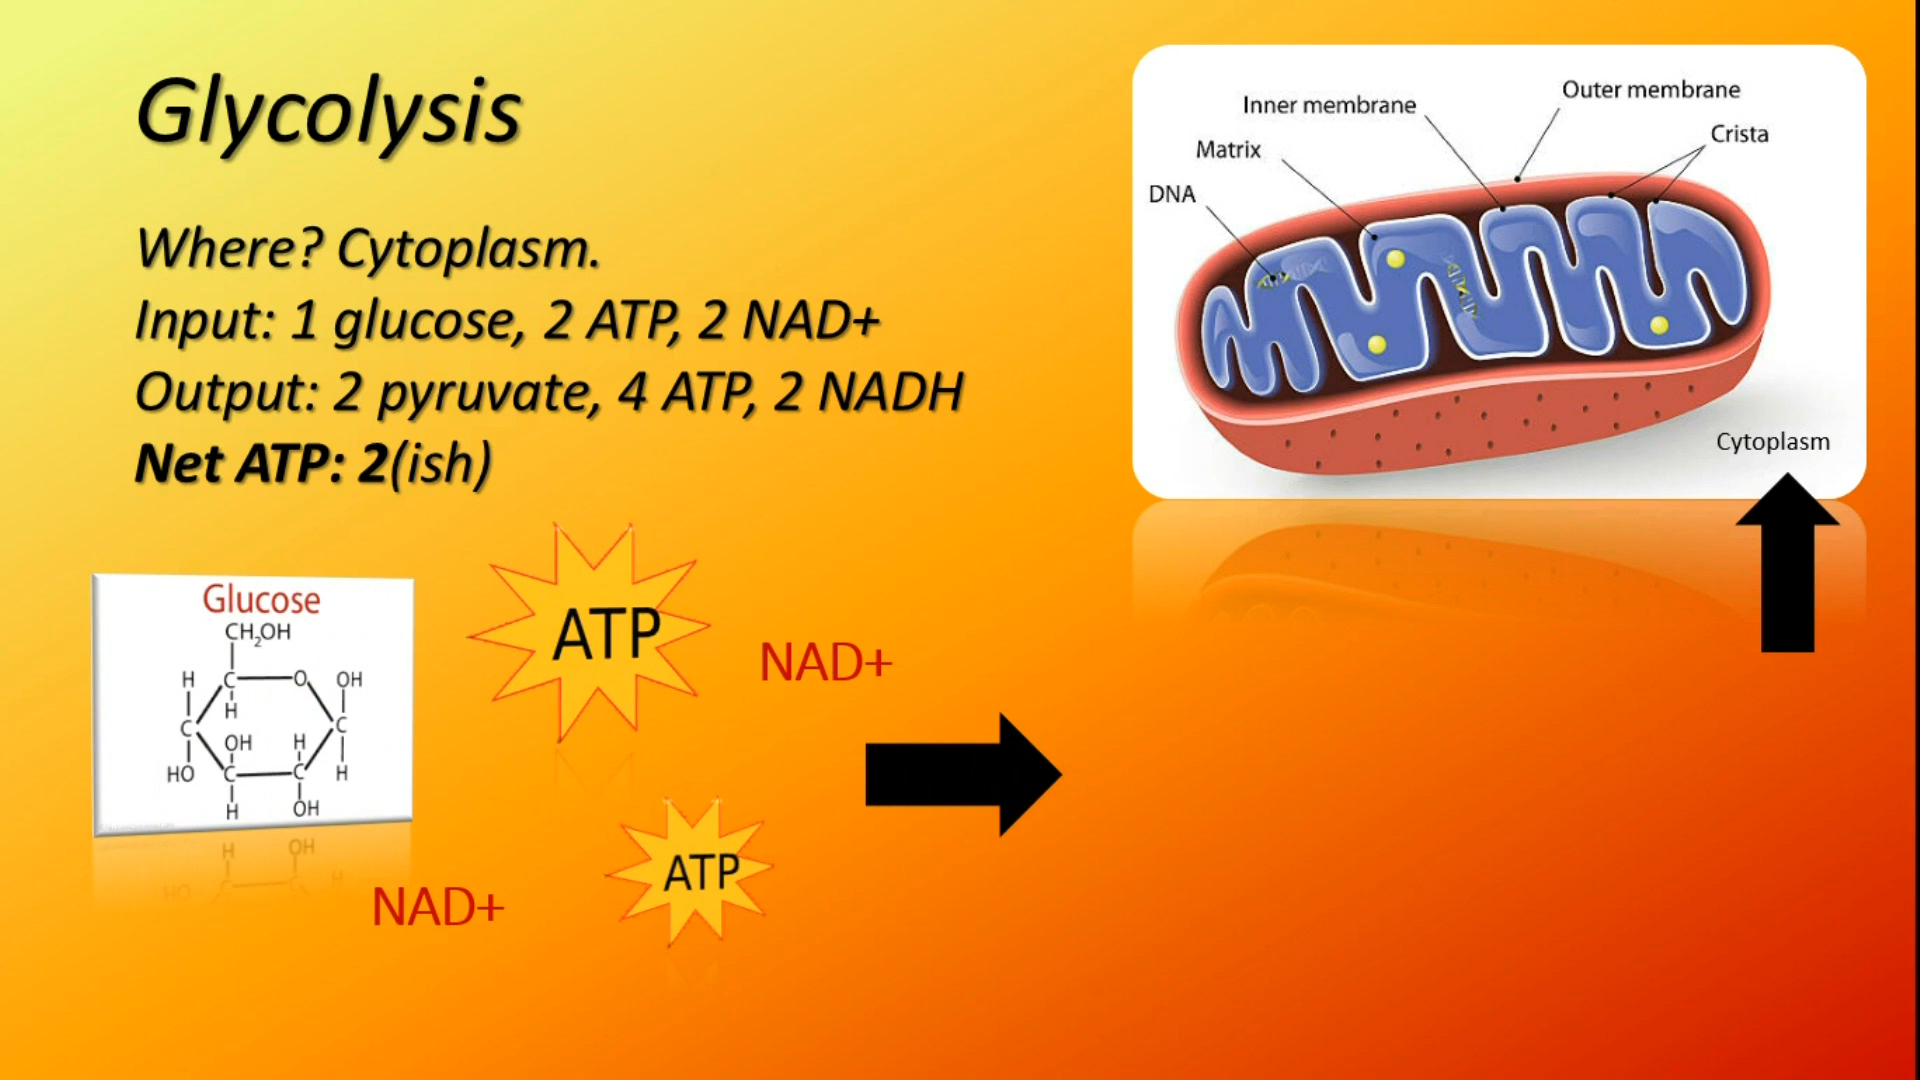 Glycolysis
Where? Cytoplasm.
Input: 1 glucose, 2 ATP, 2 NAD+
Output: 2 pyruvate, 4 ATP, 2 NADH
Net ATP: 2(ish)
Outer membrane
Inner membrane
Crista
Matrix
DNA
Cytoplasm
Glucose
CH₂OH
H C O OH
H
C C
OH H
HO C C H
H OH
ATP
NAD+
ATP
NAD+